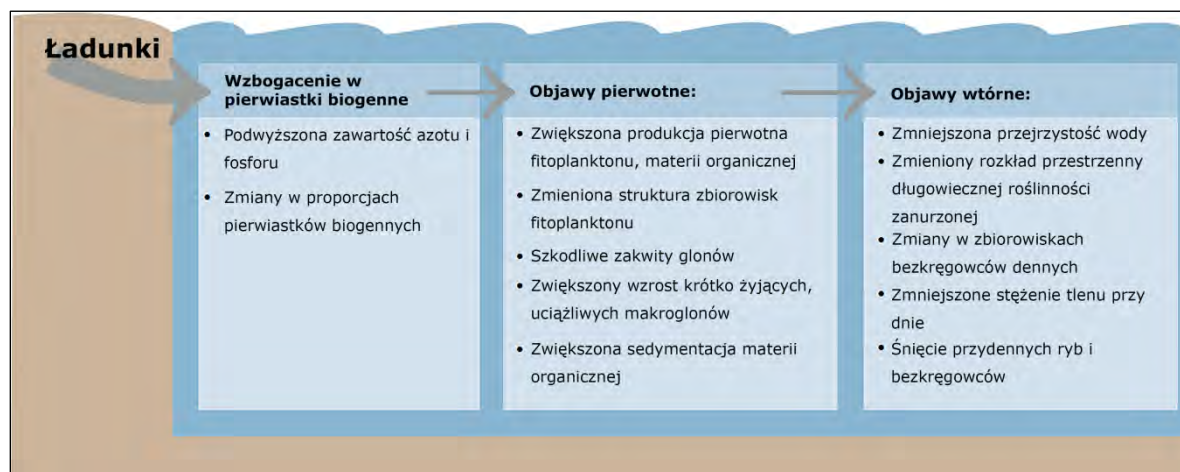 Ładunki
Wzbogacenie w
pierwiastki biogenne
• Podwyższona zawartość azotu i
fosforu
• Zmiany w proporcjach
pierwiastków biogennych
Objawy pierwotne:
• Zwiększona produkcja pierwotna
fitoplanktonu, materii organicznej
• Zmieniona struktura zbiorowisk
fitoplanktonu
• Szkodliwe zakwity glonów
• Zwiększony wzrost krótko żyjących,
uciążliwych makroglonów
• Zwiększona sedymentacja materii
organicznej
Objawy wtórne:
• Zmniejszona przejrzystość wody
• Zmieniony rozkład przestrzenny
długowiecznej roślinności
zanurzonej
• Zmiany w zbiorowiskach
bezkręgowców dennych
• Zmniejszone stężenie tlenu przy
dnie
• Śnięcie przydennych ryb i
bezkręgowców